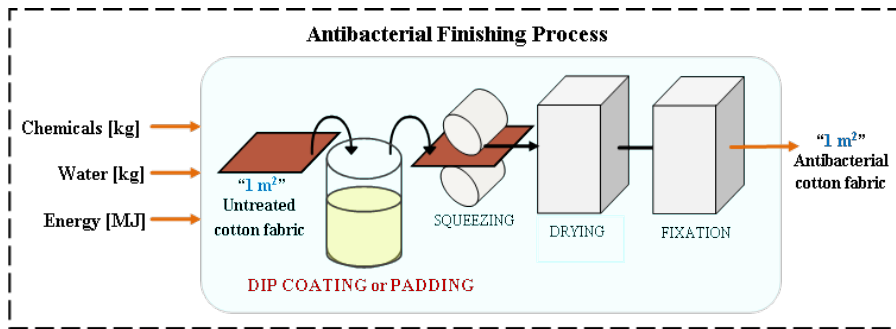 Antibacterial Finishing Process
Chemicals [kg]
Water [kg]
Energy [MJ]
“1 m²”
Untreated
cotton fabric
DIP COATING or PADDING
SQUEEZING
DRYING
FIXATION
“1 m²”
Antibacterial
cotton fabric